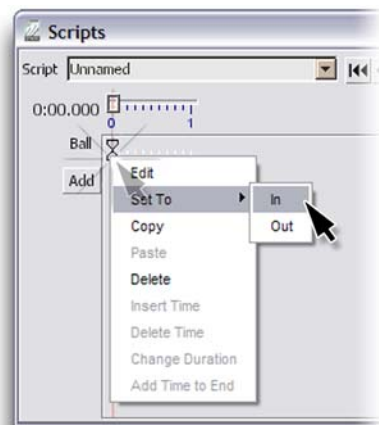 Scripts
Script Unnamed
0:00.000
0 1
Ball
Add
Edit
Set To In
Copy Out
Paste
Delete
Insert Time
Delete Time
Change Duration
Add Time to End